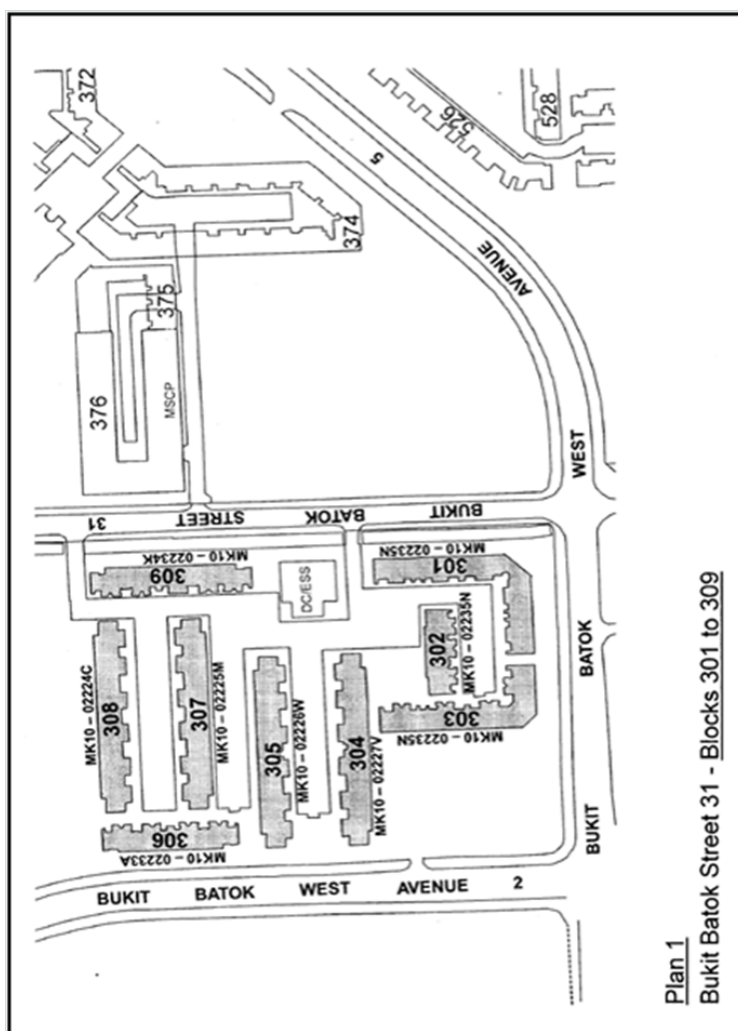 372
376
375
MSCP
374
526
528
AVENUE 5
31
STREET
BATOK
BUKIT
WEST
309
MK10 – 02234K
DC/ESS
301
MK10 – 02235N
MK10 – 02224C
308
307
MK10 – 02225M
305
MK10 – 02226W
304
MK10 – 02227V
302
MK10 – 02235N
303
MK10 – 02235N
306
MK10 – 02233A
BUKIT BATOK WEST AVENUE 2
BATOK
BUKIT
Plan 1
Bukit Batok Street 31 - Blocks 301 to 309